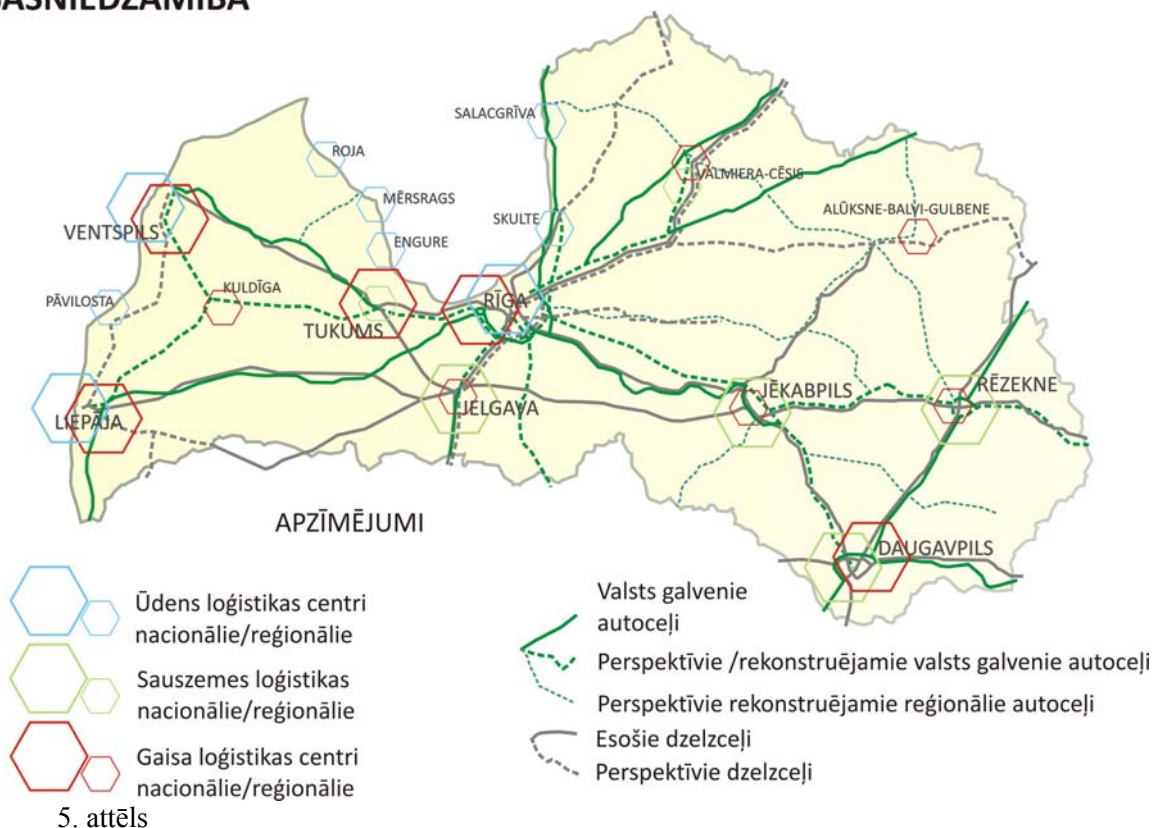 SASNIEDZAMĪBA
SALACGRĪVA
ROJA
VALMIERA-CĒSIS
MĒRSRAGS
ALŪKSNE-BALVI-GULBENE
SKULTE
VENTSPILS
ENGURE
KULDĪGA
PĀVILOSTA
RĪGA
TUKUMS
JĒKABPILS
RĒZEKNE
JELGAVA
LIEPĀJA
DAUGAVPILS
APZĪMĒJUMI
Ūdens loģistikas centri
nacionālie/reģionālie
Sauszemes loģistikas
nacionālie/reģionālie
Gaisa loģistikas centri
nacionālie/reģionālie
Valsts galvenie
autoceļi
Perspektīvie /rekonstruējamie valsts galvenie autoceļi
Perspektīvie rekonstruējamie reģionālie autoceļi
Esošie dzelzceļi
Perspektīvie dzelzceļi
5. attēls